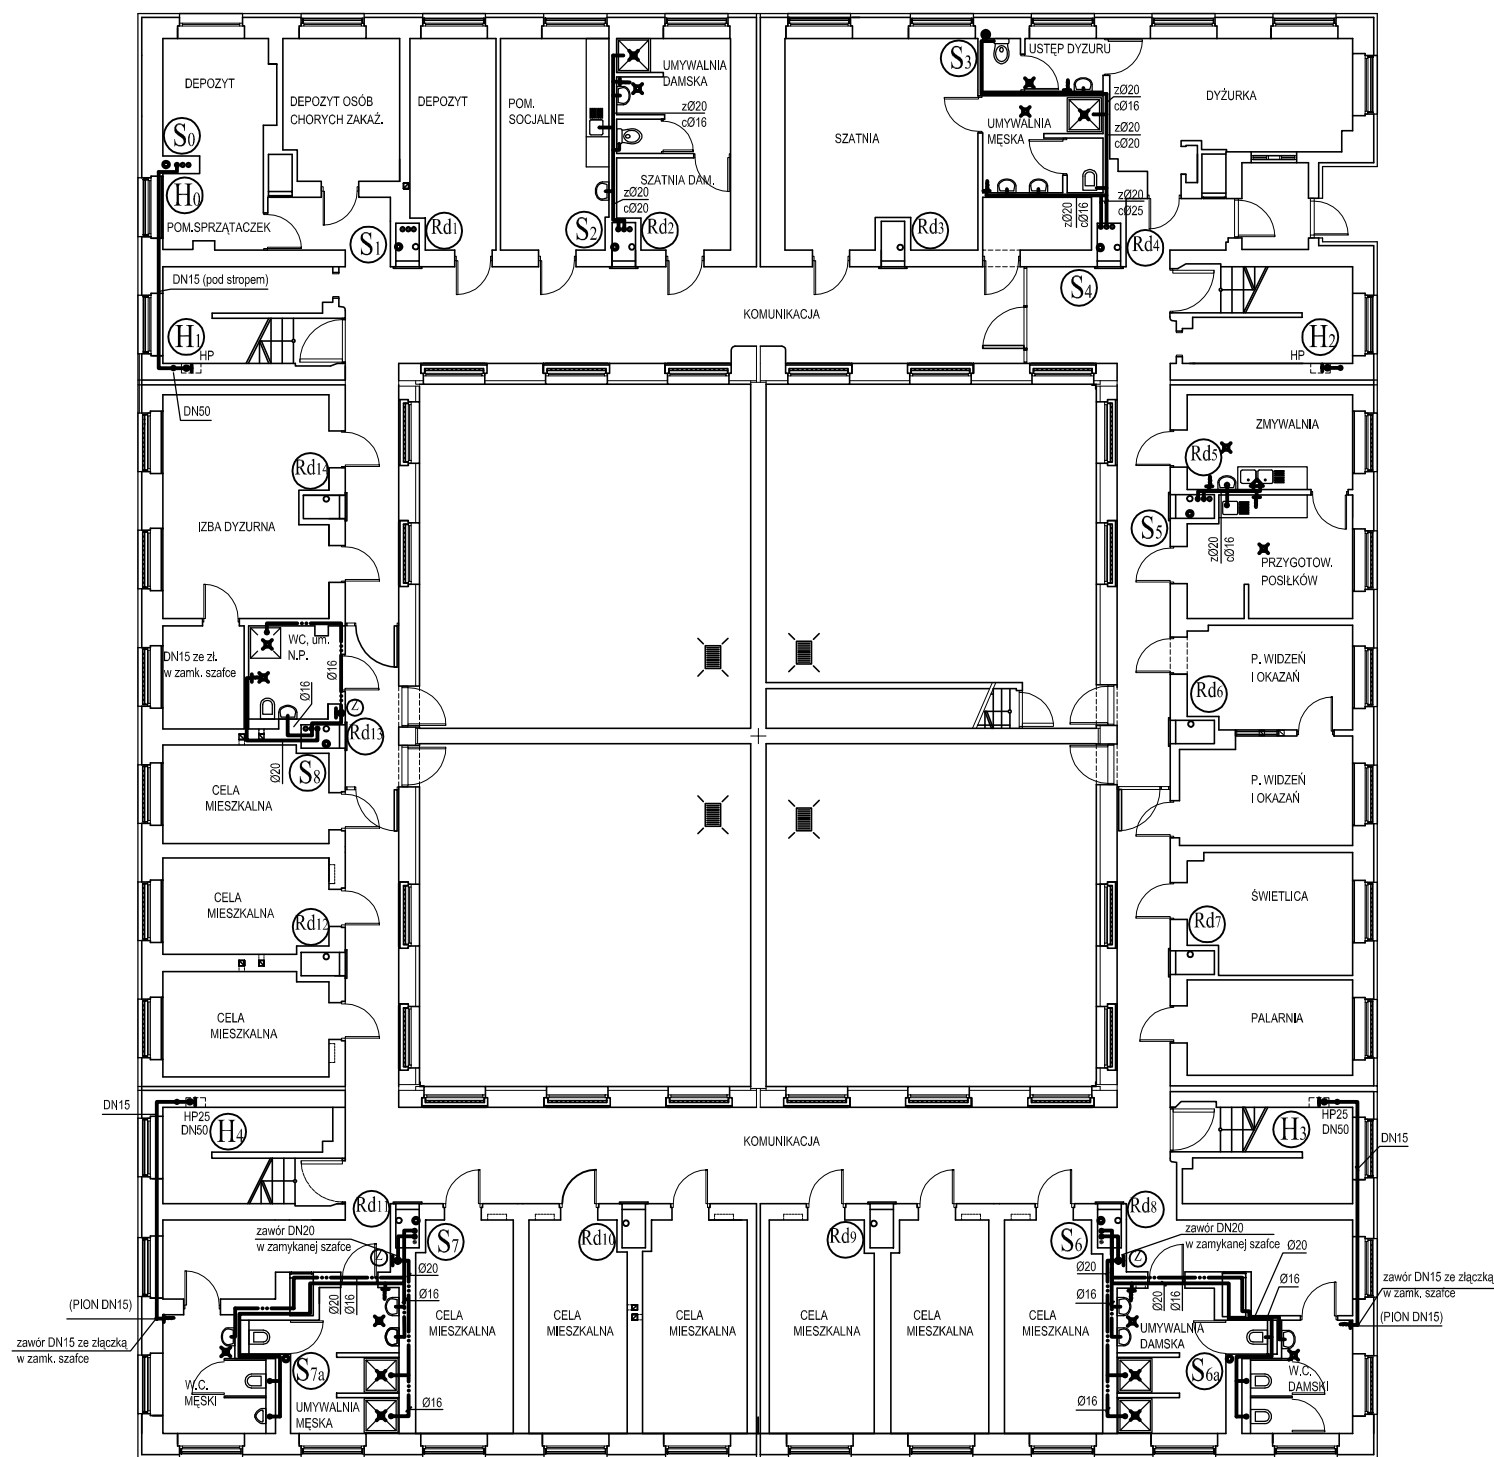 DEPOZYT
DEPOZYT OSÓB
CHORYCH ZAKAŹ.
DEPOZYT
POM.
SOCJALNE
UMYWALNIA
DAMSKA
zØ20
cØ16
SZATNIA DAM.
zØ20
cØ20
S0
H0
POM.SPRZĄTACZEK
S1
Rd1
S2
Rd2
SZATNIA
S3
USTĘP DYZURU
zØ20
cØ16
zØ20
cØ20
UMYWALNIA
MĘSKA
DYŻURKA
zØ20
cØ25
zØ20
cØ16
Rd3
Rd4
S4
DN15 (pod stropem)
H1
HP
KOMUNIKACJA
H2
HP
DN50
Rd14
IZBA DYZURNA
ZMYWALNIA
Rd5
S5
zØ20
cØ16
PRZYGOTOW.
POSIŁKÓW
DN15 ze zł.
w zamk. szafce
WC, um.
N.P.
Ø16
Ø16
Z
Rd13
Ø20
S8
P. WIDZEŃ
I OKAZAŃ
Rd6
CELA
MIESZKALNA
P. WIDZEŃ
I OKAZAŃ
CELA
MIESZKALNA
Rd12
ŚWIETLICA
Rd7
CELA
MIESZKALNA
PALARNIA
DN15
HP25
DN50
H4
KOMUNIKACJA
H3
HP25
DN50
DN15
Rd11
zawór DN20
w zamykanej szafce
S7
Z
Rd10
Rd9
S6
Rd8
zawór DN20
w zamykanej szafce
Z
Ø20
Ø20
Ø16
Ø20
Ø16
Ø20
Ø16
Ø20
Ø16
Ø20
Ø16
zawór DN15 ze złączką
w zamk. szafce
(PION DN15)
(PION DN15)
zawór DN15 ze złączką
w zamk. szafce
CELA
MIESZKALNA
CELA
MIESZKALNA
CELA
MIESZKALNA
CELA
MIESZKALNA
CELA
MIESZKALNA
CELA
MIESZKALNA
UMYWALNIA
DAMSKA
S7a
S6a
W.C.
MĘSKI
UMYWALNIA
MĘSKA
W.C.
DAMSKI
Ø16
Ø16